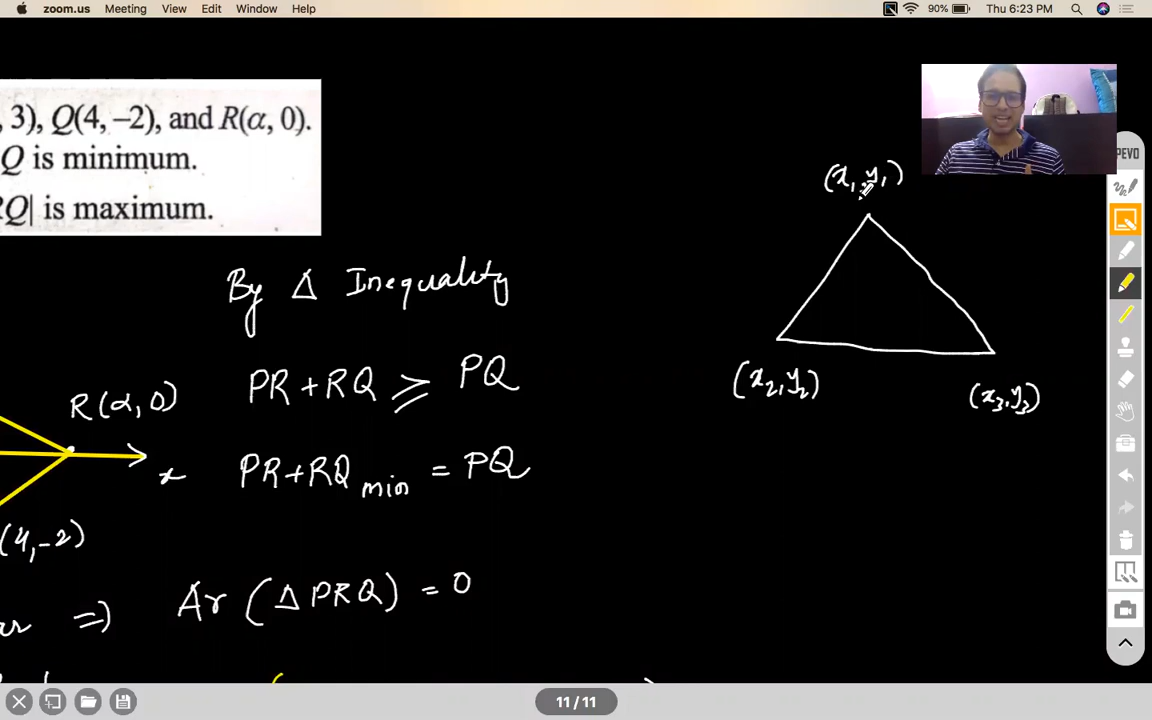 zoom.us Meeting View Edit Window Help
90% Thu 6:23 PM
, 3), Q(4, –2), and R(α, 0).
Q is minimum.
RQ| is maximum.
(x₁, y₁)
By Δ Inequality
PR + RQ ⩾ PQ
(x₂, y₂) (x₃, y₃)
R(α, 0)
x
PR+RQ min = PQ
(4, -2)
⇒ Ar (Δ PRQ) = 0
11 / 11